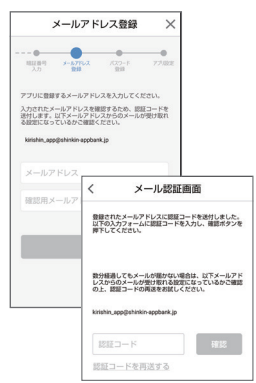 メールアドレス登録
暗証番号
入力
メールアドレス
登録
パスワード
登録
アプリ設定
アプリに登録するメールアドレスを入力してください。
入力されたメールアドレスを確認するため、認証コードを
送付します。以下メールアドレスからのメールが受け取れ
る設定になっているかご確認ください。
kirishin_app@shinkin-appbank.jp
メールアドレス
確認用メールア
メール認証画面
登録されたメールアドレスに認証コードを送付しました。
以下の入力フォームに認証コードを入力し、確認ボタンを
押下してください。
数分経過してもメールが届かない場合は、以下メールアド
レスからのメールが受け取れる設定になっているかご確認
の上、認証コードの再送をお試しください。
kirishin_app@shinkin-appbank.jp
認証コード
確認
認証コードを再送する